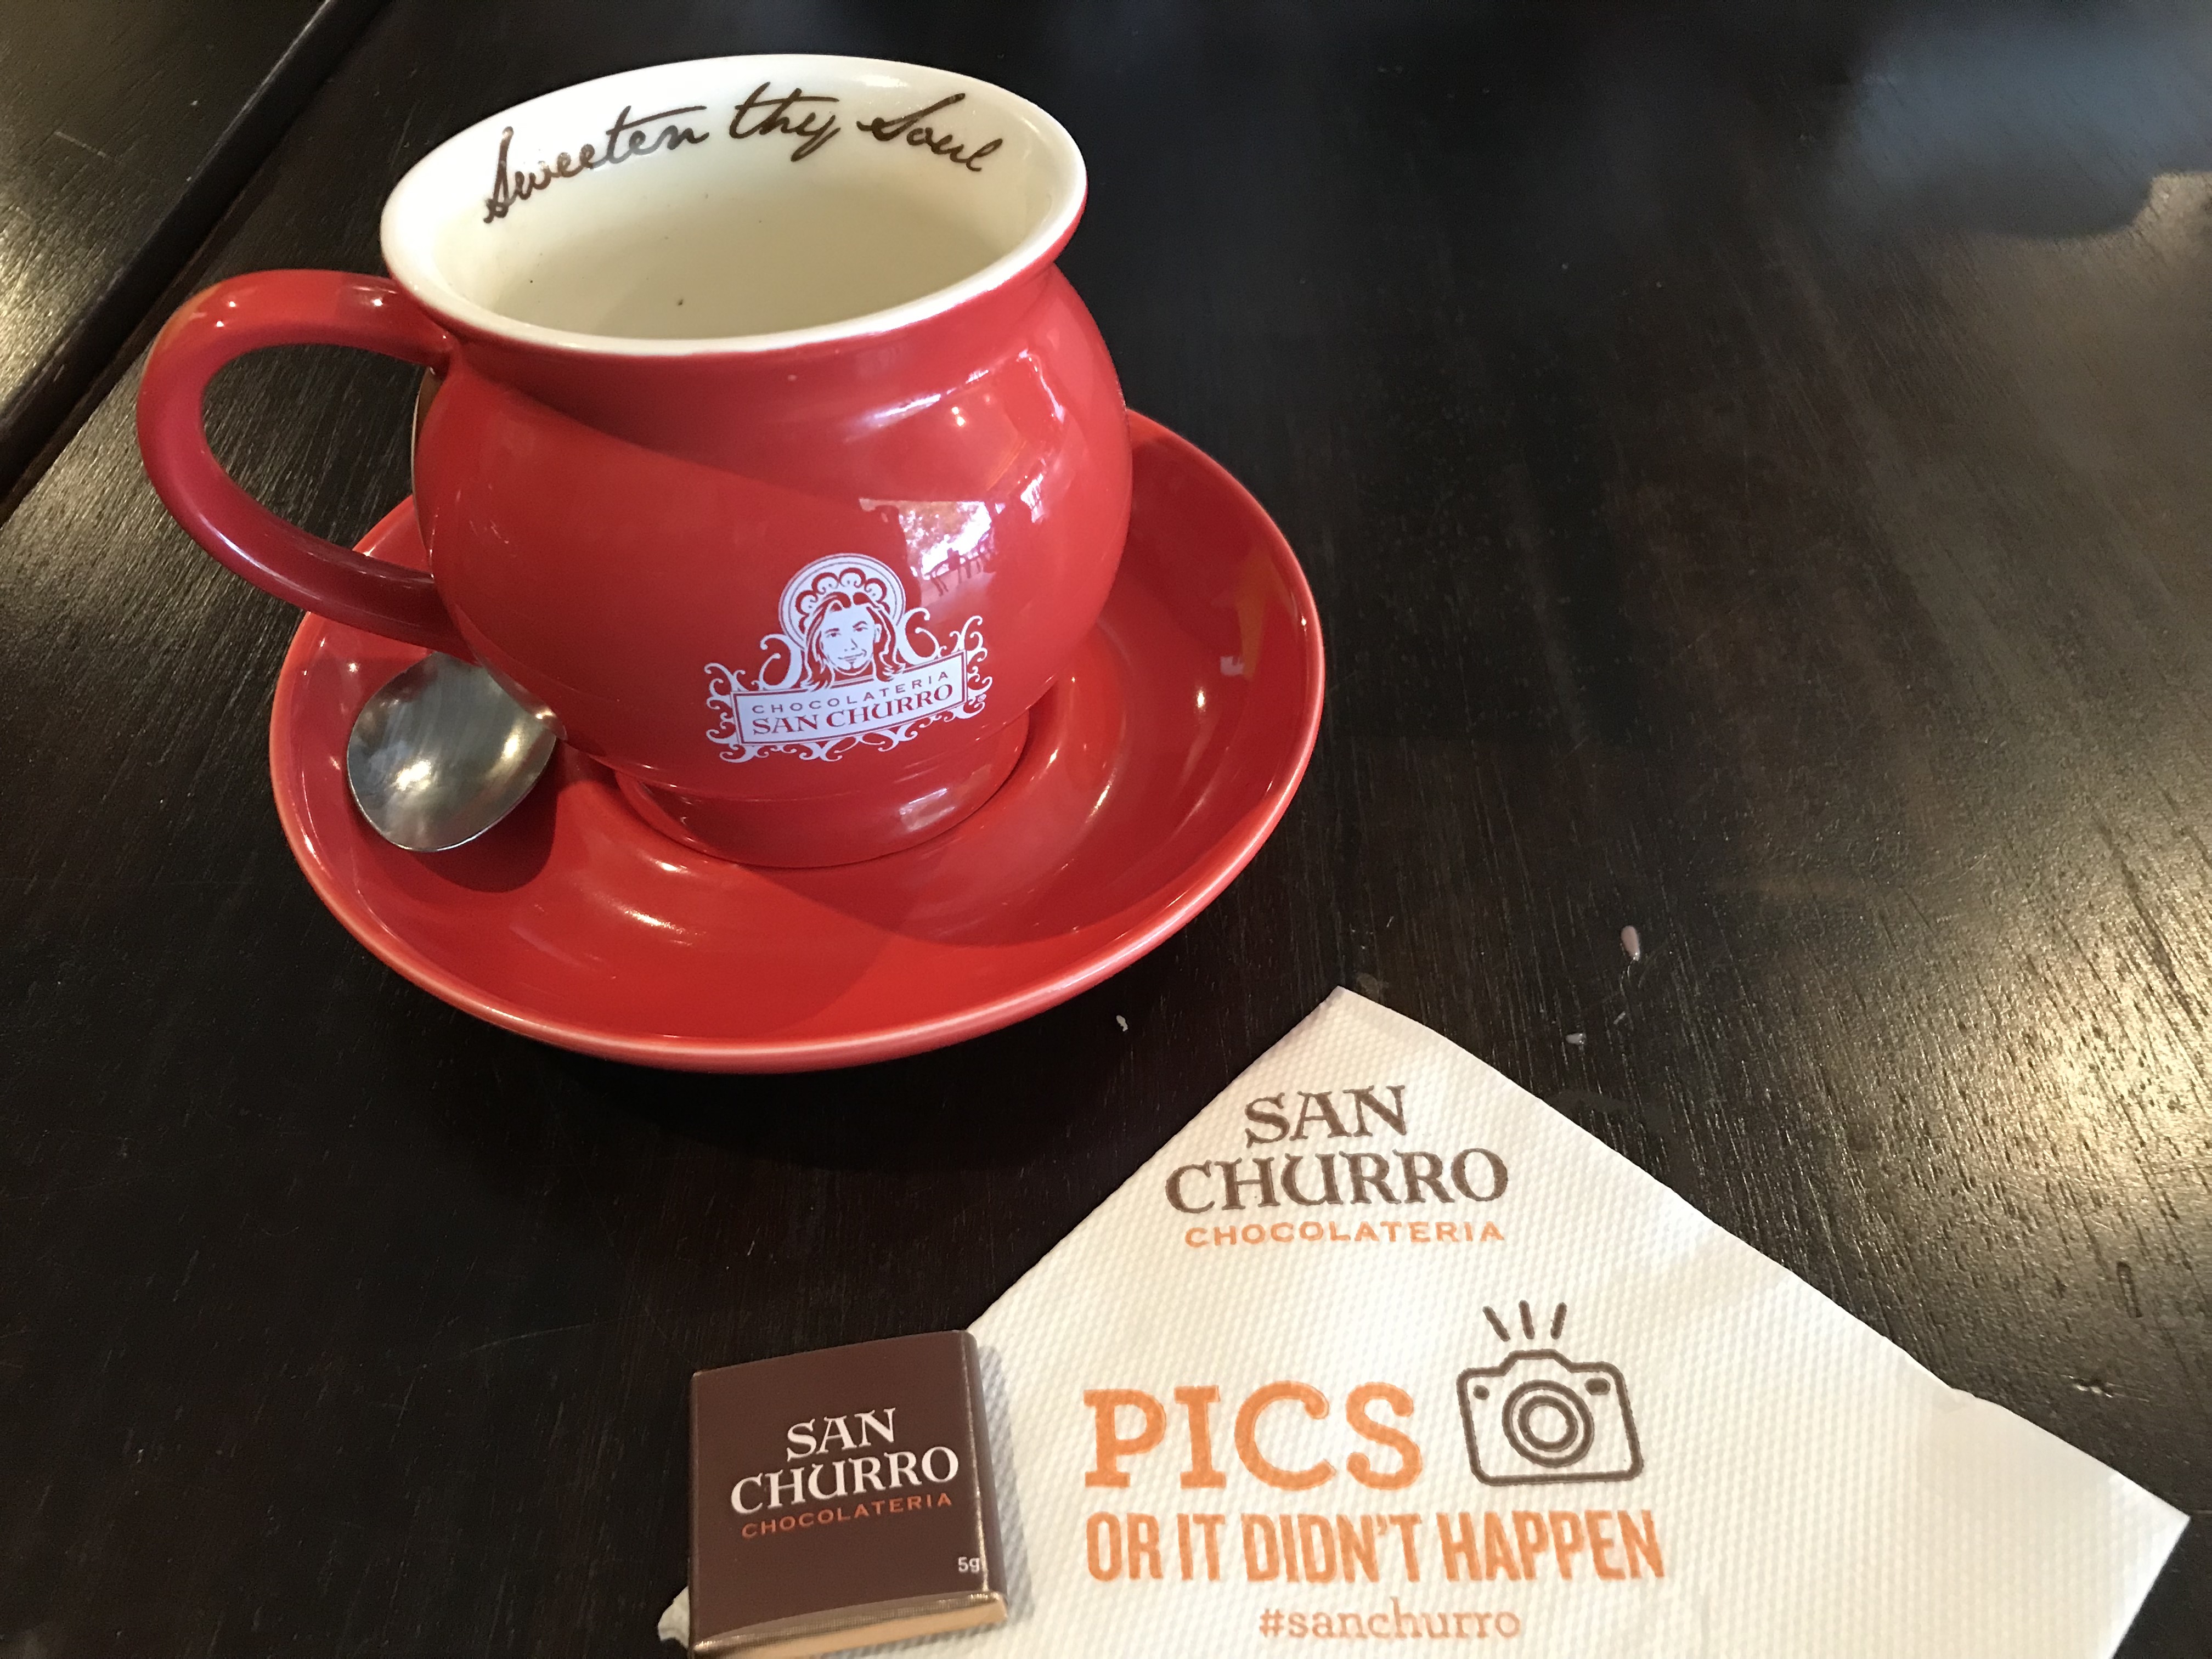 Sweeten thy Soul
CHOCOLATERIA
SAN CHURRO
SAN
CHURRO
CHOCOLATERIA
PICS
OR IT DIDN'T HAPPEN
#sanchurro
SAN
CHURRO
CHOCOLATERIA
5g